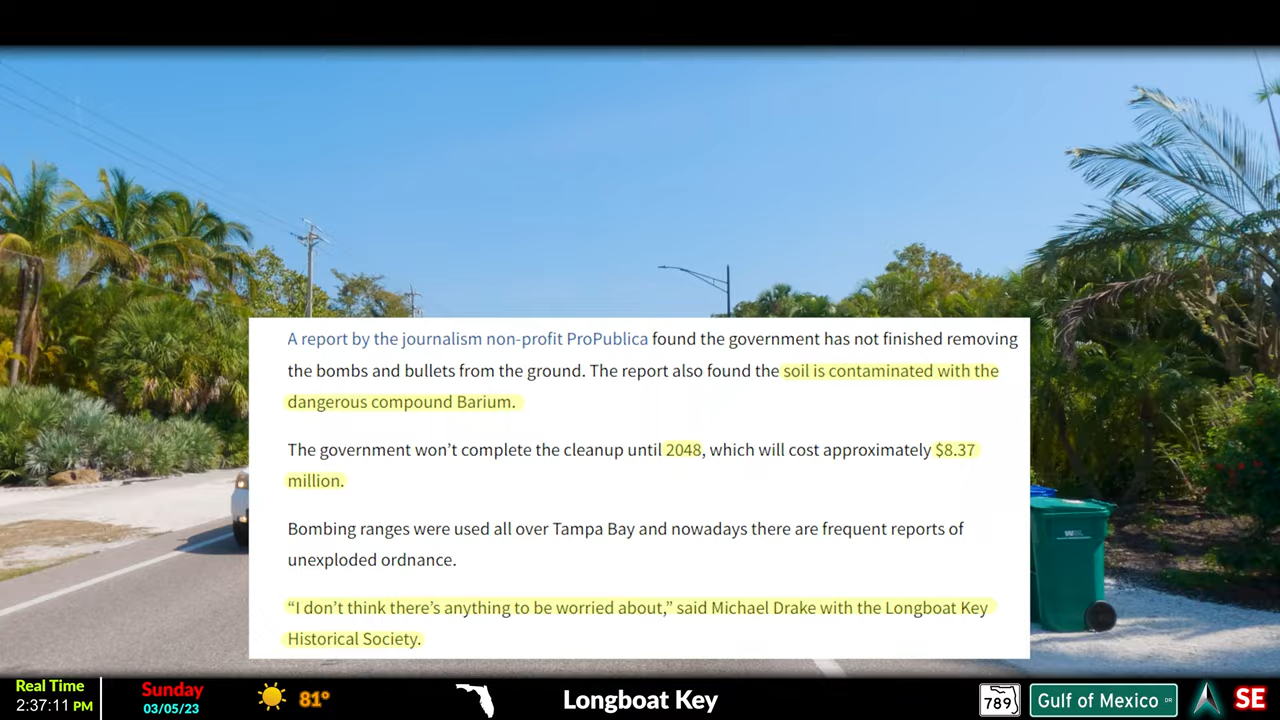 A report by the journalism non-profit ProPublica found the government has not finished removing
the bombs and bullets from the ground. The report also found the soil is contaminated with the
dangerous compound Barium.
The government won’t complete the cleanup until 2048, which will cost approximately $8.37
million.
Bombing ranges were used all over Tampa Bay and nowadays there are frequent reports of
unexploded ordnance.
“I don’t think there’s anything to be worried about,” said Michael Drake with the Longboat Key
Historical Society.
WM
Real Time
2:37:11 PM
Sunday
03/05/23
81°
Longboat Key
789
Gulf of Mexico DR
SE